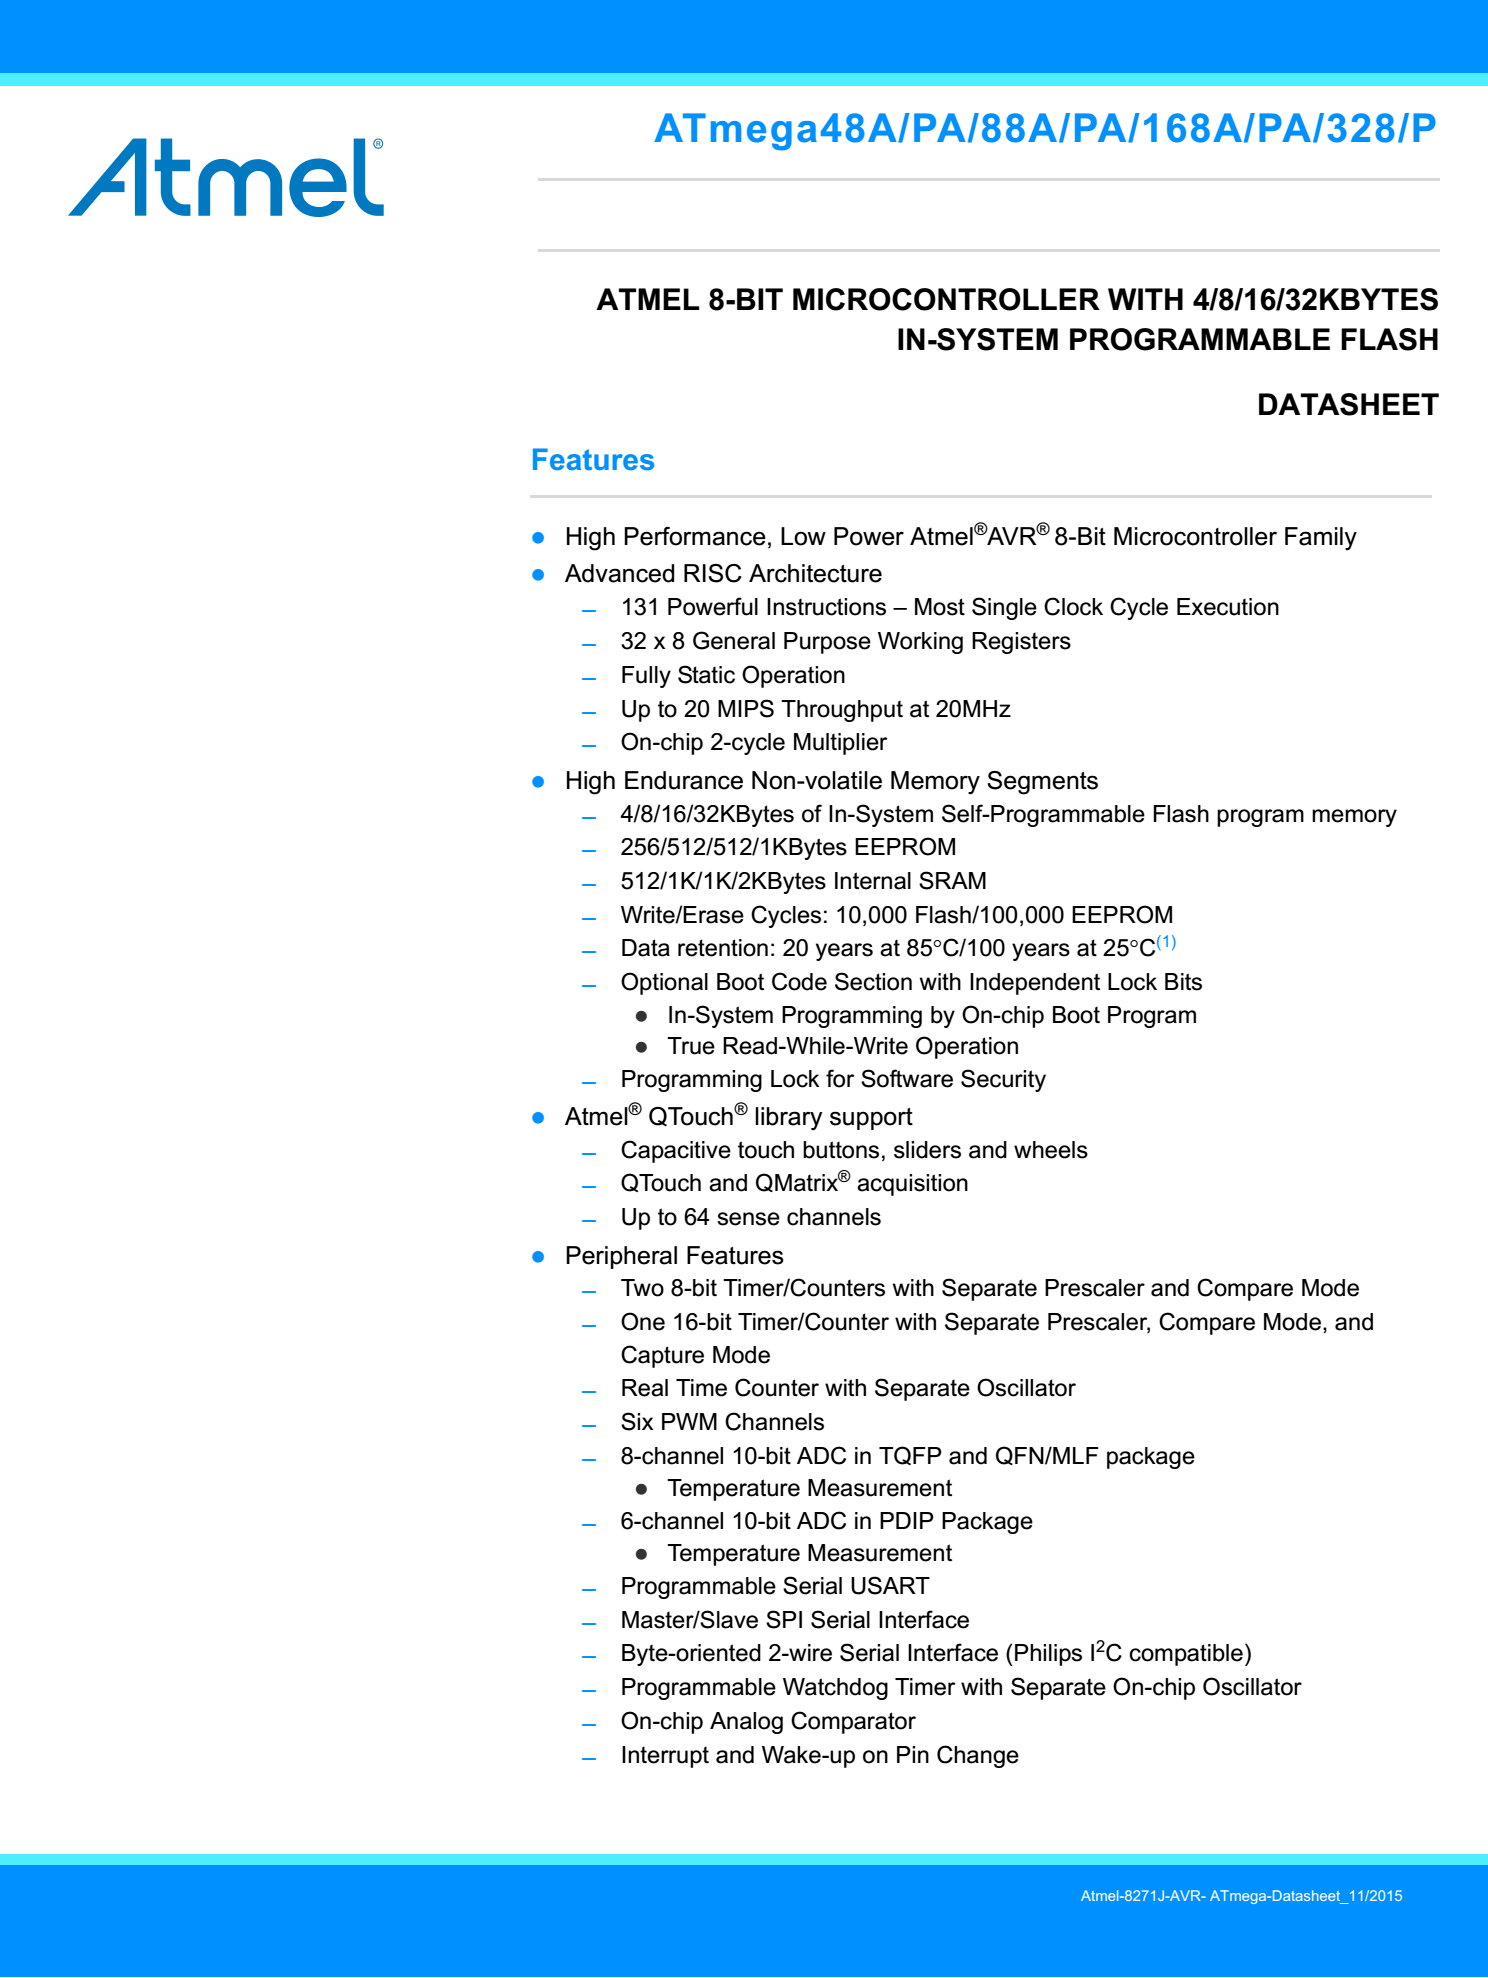 Atmel®
ATmega48A/PA/88A/PA/168A/PA/328/P
ATMEL 8-BIT MICROCONTROLLER WITH 4/8/16/32KBYTES
IN-SYSTEM PROGRAMMABLE FLASH
DATASHEET
Features
● High Performance, Low Power Atmel®AVR® 8-Bit Microcontroller Family
● Advanced RISC Architecture
– 131 Powerful Instructions – Most Single Clock Cycle Execution
– 32 x 8 General Purpose Working Registers
– Fully Static Operation
– Up to 20 MIPS Throughput at 20MHz
– On-chip 2-cycle Multiplier
● High Endurance Non-volatile Memory Segments
– 4/8/16/32KBytes of In-System Self-Programmable Flash program memory
– 256/512/512/1KBytes EEPROM
– 512/1K/1K/2KBytes Internal SRAM
– Write/Erase Cycles: 10,000 Flash/100,000 EEPROM
– Data retention: 20 years at 85°C/100 years at 25°C(1)
– Optional Boot Code Section with Independent Lock Bits
● In-System Programming by On-chip Boot Program
● True Read-While-Write Operation
– Programming Lock for Software Security
● Atmel® QTouch® library support
– Capacitive touch buttons, sliders and wheels
– QTouch and QMatrix® acquisition
– Up to 64 sense channels
● Peripheral Features
– Two 8-bit Timer/Counters with Separate Prescaler and Compare Mode
– One 16-bit Timer/Counter with Separate Prescaler, Compare Mode, and
Capture Mode
– Real Time Counter with Separate Oscillator
– Six PWM Channels
– 8-channel 10-bit ADC in TQFP and QFN/MLF package
● Temperature Measurement
– 6-channel 10-bit ADC in PDIP Package
● Temperature Measurement
– Programmable Serial USART
– Master/Slave SPI Serial Interface
– Byte-oriented 2-wire Serial Interface (Philips I²C compatible)
– Programmable Watchdog Timer with Separate On-chip Oscillator
– On-chip Analog Comparator
– Interrupt and Wake-up on Pin Change
Atmel-8271J-AVR- ATmega-Datasheet_11/2015